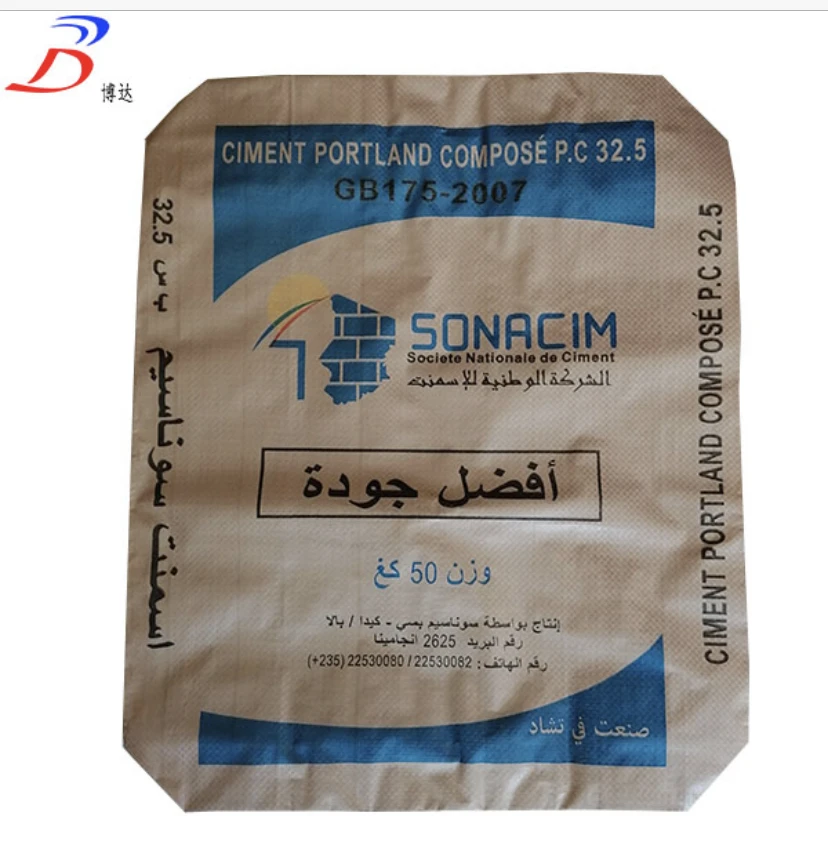 博达
CIMENT PORTLAND COMPOSÉ P.C 32.5
GB175-2007
SONACIM
Societe Nationale de Ciment
الشركة الوطنية للإسمنت
أفضل جودة
وزن 50 كغ
إنتاج بواسطة سوناسيم بمسي - كيدا / بالا
رقم البريد 2625 انجامينا
رقم الهاتف: 22530082 / 22530080 (+235)
صنعت في تشاد
اسمنت سوناسيم ب س 32.5
CIMENT PORTLAND COMPOSÉ P.C 32.5